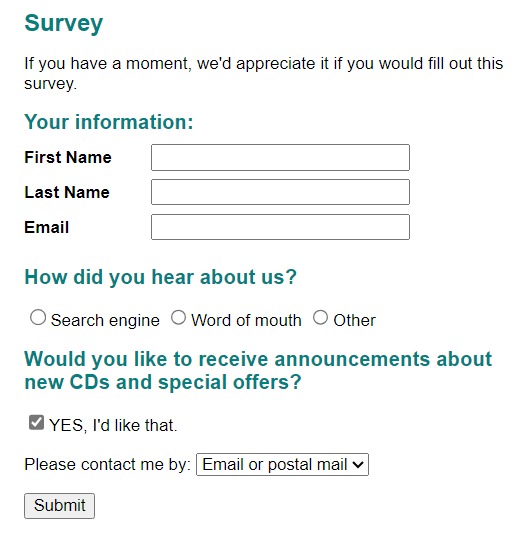 Survey
If you have a moment, we'd appreciate it if you would fill out this
survey.
Your information:
First Name
Last Name
Email
How did you hear about us?
Search engine Word of mouth Other
Would you like to receive announcements about
new CDs and special offers?
YES, I'd like that.
Please contact me by: Email or postal mail
Submit